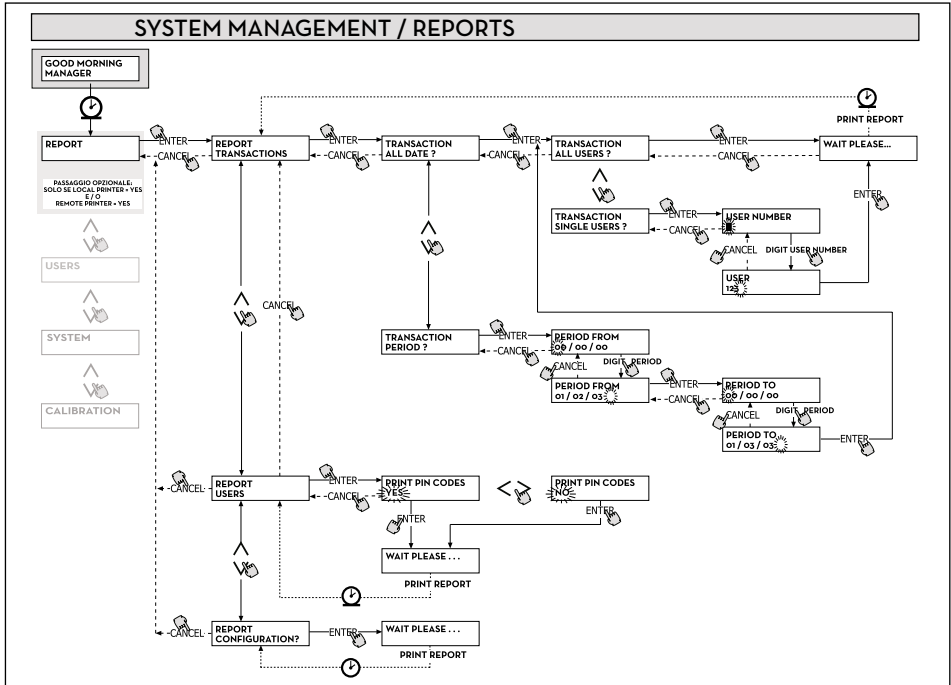 SYSTEM MANAGEMENT / REPORTS
GOOD MORNING
MANAGER
PRINT REPORT
REPORT
ENTER
CANCEL
REPORT
TRANSACTIONS
ENTER
CANCEL
TRANSACTION
ALL DATE ?
ENTER
CANCEL
TRANSACTION
ALL USERS ?
ENTER
CANCEL
WAIT PLEASE...
PASSAGGIO OPZIONALE:
SOLO SE LOCAL PRINTER = YES
E / O
REMOTE PRINTER = YES
ENTER
TRANSACTION
SINGLE USERS ?
ENTER
CANCEL
USER NUMBER
CANCEL
DIGIT USER NUMBER
USER
123
USERS
CANCEL
SYSTEM
TRANSACTION
PERIOD ?
ENTER
CANCEL
PERIOD FROM
00 / 00 / 00
CANCEL
DIGIT PERIOD
PERIOD FROM
01 / 02 / 03
ENTER
CANCEL
PERIOD TO
00 / 00 / 00
CANCEL
DIGIT PERIOD
PERIOD TO
01 / 03 / 03
ENTER
CALIBRATION
CANCEL
REPORT
USERS
ENTER
CANCEL
PRINT PIN CODES
YES
< >
PRINT PIN CODES
NO
ENTER
ENTER
WAIT PLEASE . . .
PRINT REPORT
CANCEL
REPORT
CONFIGURATION?
ENTER
WAIT PLEASE . . .
PRINT REPORT